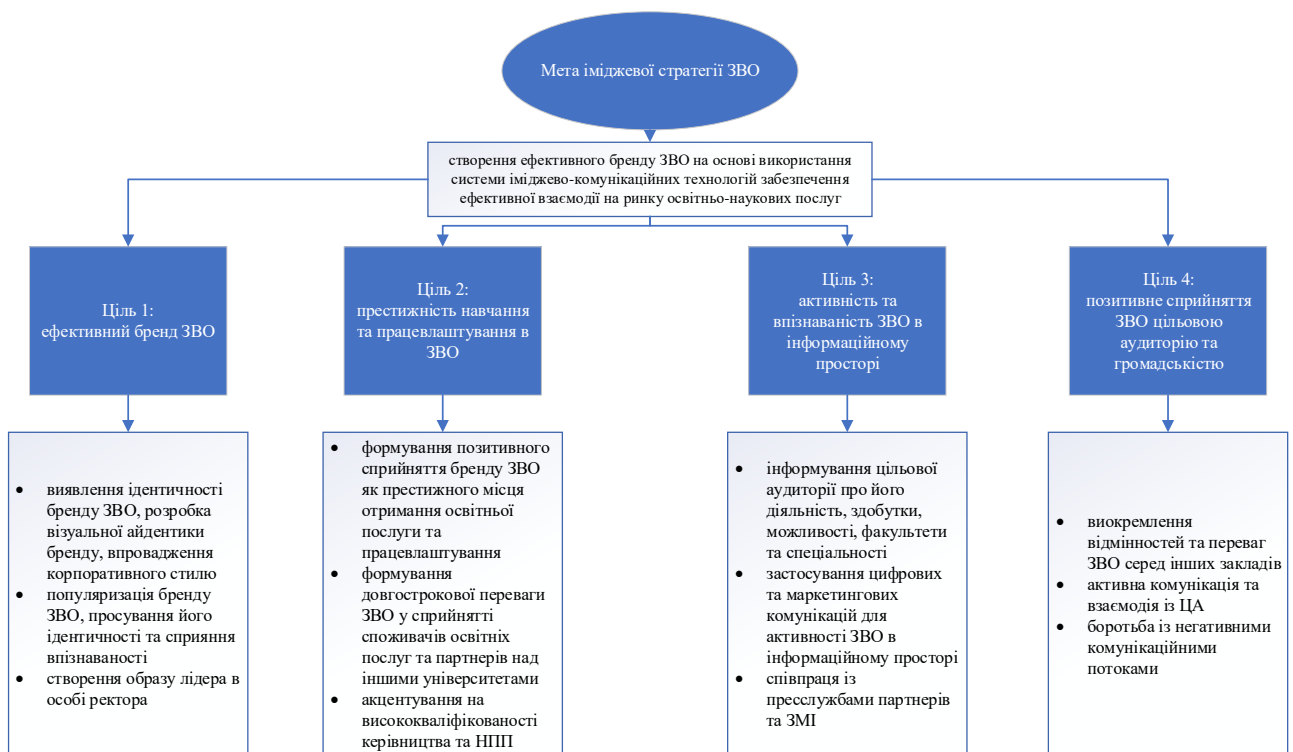 Мета іміджевої стратегії ЗВО
створення ефективного бренду ЗВО на основі використання
системи іміджево-комунікаційних технологій забезпечення
ефективної взаємодії на ринку освітньо-наукових послуг
Ціль 1:
ефективний бренд ЗВО
Ціль 2:
престижність навчання
та працевлаштування в
ЗВО
Ціль 3:
активність та
впізнаваність ЗВО в
інформаційному
просторі
Ціль 4:
позитивне сприйняття
ЗВО цільовою
аудиторію та
громадськістю
• виявлення ідентичності
бренду ЗВО, розробка
візуальної айдентики
бренду, впровадження
корпоративного стилю
• популяризація бренду
ЗВО, просування його
ідентичності та сприяння
впізнаваності
• створення образу лідера в
особі ректора
• формування позитивного
сприйняття бренду ЗВО
як престижного місця
отримання освітньої
послуги та
працевлаштування
• формування
довгострокової переваги
ЗВО у сприйнятті
споживачів освітніх
послуг та партнерів над
іншими університетами
• акцентування на
висококваліфікованості
керівництва та НПП
• інформування цільової
аудиторії про його
діяльність, здобутки,
можливості, факультети
та спеціальності
• застосування цифрових
та маркетингових
комунікацій для
активності ЗВО в
інформаційному просторі
• співпраця із
пресслужбами партнерів
та ЗМІ
• виокремлення
відмінностей та переваг
ЗВО серед інших закладів
• активна комунікація та
взаємодія із ЦА
• боротьба із негативними
комунікаційними
потоками